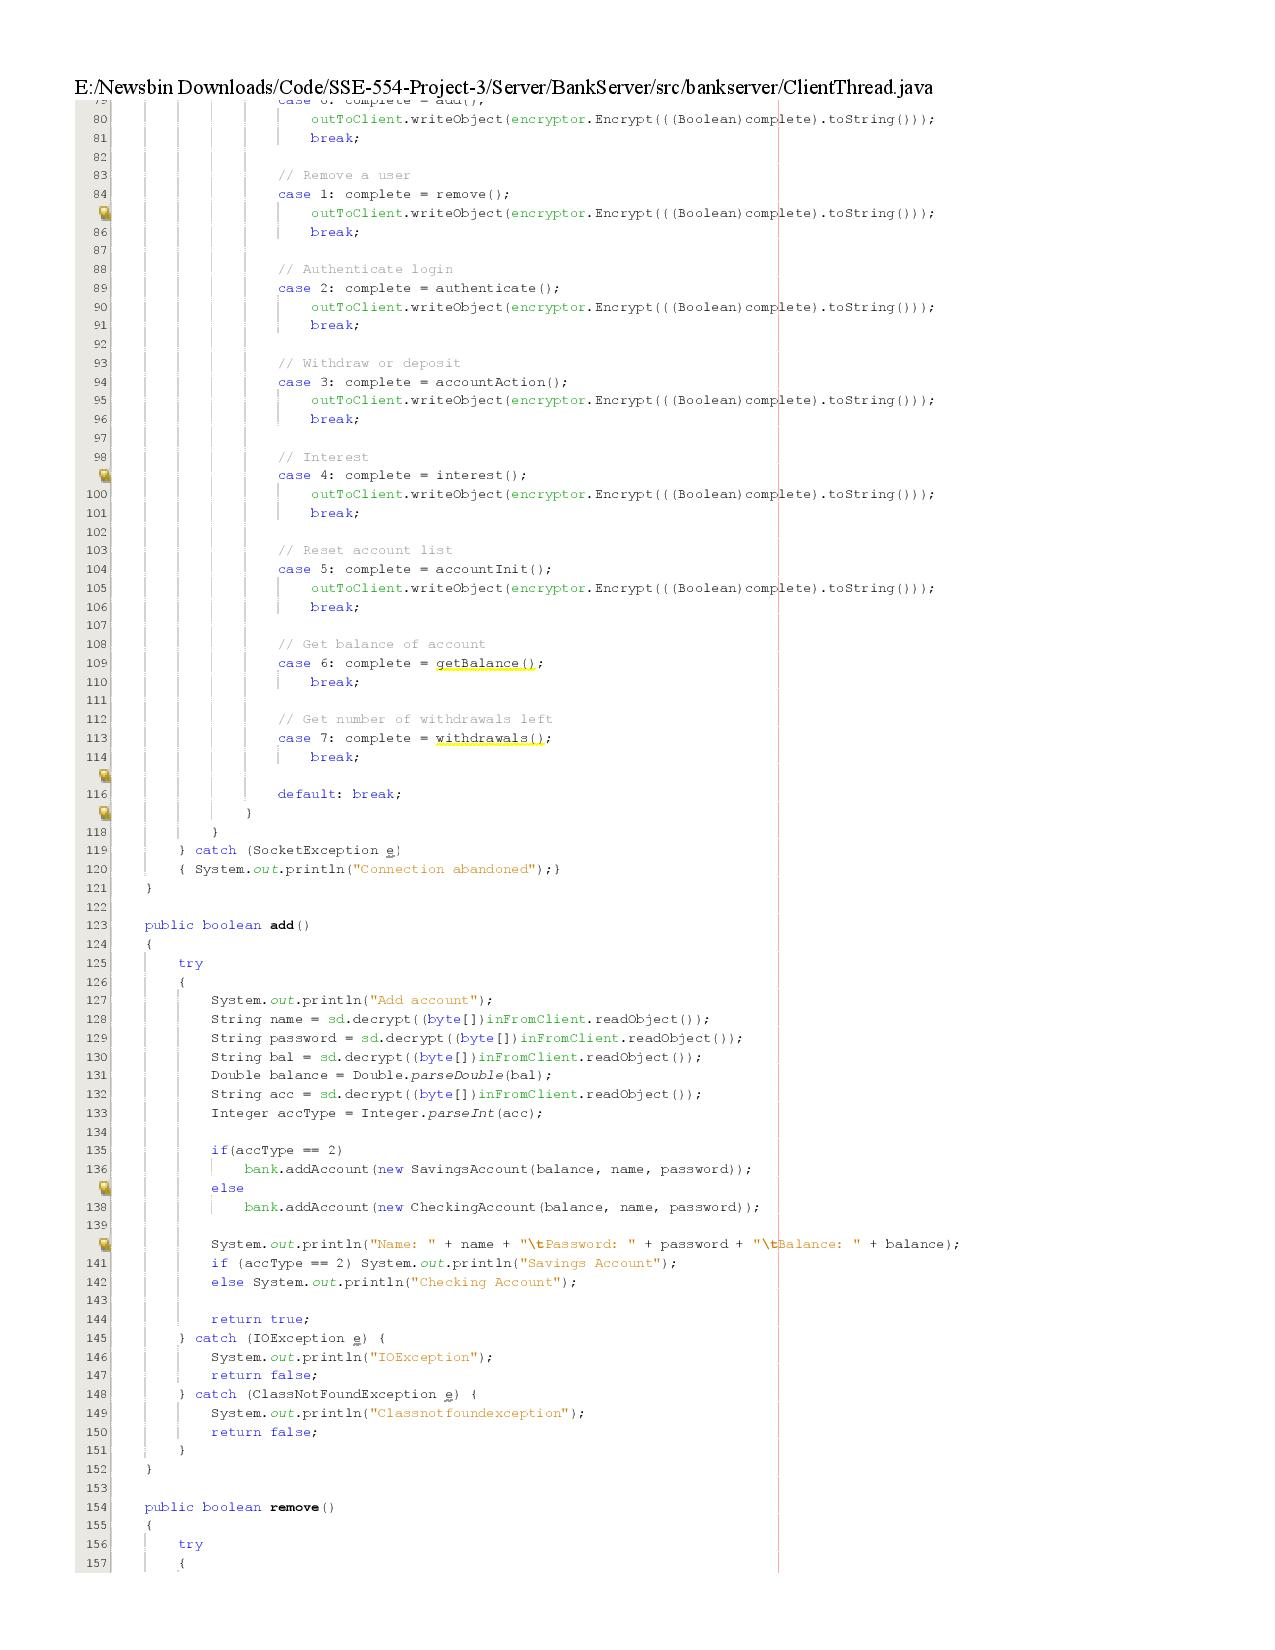 E:/Newsbin Downloads/Code/SSE-554-Project-3/Server/BankServer/src/bankserver/ClientThread.java
79 case 0: complete = add();
80 outToClient.writeObject(encryptor.Encrypt(((Boolean)complete).toString()));
81 break;
82
83 // Remove a user
84 case 1: complete = remove();
outToClient.writeObject(encryptor.Encrypt(((Boolean)complete).toString()));
86 break;
87
88 // Authenticate login
89 case 2: complete = authenticate();
90 outToClient.writeObject(encryptor.Encrypt(((Boolean)complete).toString()));
91 break;
92
93 // Withdraw or deposit
94 case 3: complete = accountAction();
95 outToClient.writeObject(encryptor.Encrypt(((Boolean)complete).toString()));
96 break;
97
98 // Interest
case 4: complete = interest();
100 outToClient.writeObject(encryptor.Encrypt(((Boolean)complete).toString()));
101 break;
102
103 // Reset account list
104 case 5: complete = accountInit();
105 outToClient.writeObject(encryptor.Encrypt(((Boolean)complete).toString()));
106 break;
107
108 // Get balance of account
109 case 6: complete = getBalance();
110 break;
111
112 // Get number of withdrawals left
113 case 7: complete = withdrawals();
114 break;
116 default: break;
}
118 }
119 } catch (SocketException e)
120 { System.out.println("Connection abandoned");}
121 }
122
123 public boolean add()
124 {
125 try
126 {
127 System.out.println("Add account");
128 String name = sd.decrypt((byte[])inFromClient.readObject());
129 String password = sd.decrypt((byte[])inFromClient.readObject());
130 String bal = sd.decrypt((byte[])inFromClient.readObject());
131 Double balance = Double.parseDouble(bal);
132 String acc = sd.decrypt((byte[])inFromClient.readObject());
133 Integer accType = Integer.parseInt(acc);
134
135 if(accType == 2)
136 bank.addAccount(new SavingsAccount(balance, name, password));
else
138 bank.addAccount(new CheckingAccount(balance, name, password));
139
System.out.println("Name: " + name + "\tPassword: " + password + "\tBalance: " + balance);
141 if (accType == 2) System.out.println("Savings Account");
142 else System.out.println("Checking Account");
143
144 return true;
145 } catch (IOException e) {
146 System.out.println("IOException");
147 return false;
148 } catch (ClassNotFoundException e) {
149 System.out.println("Classnotfoundexception");
150 return false;
151 }
152 }
153
154 public boolean remove()
155 {
156 try
157 {